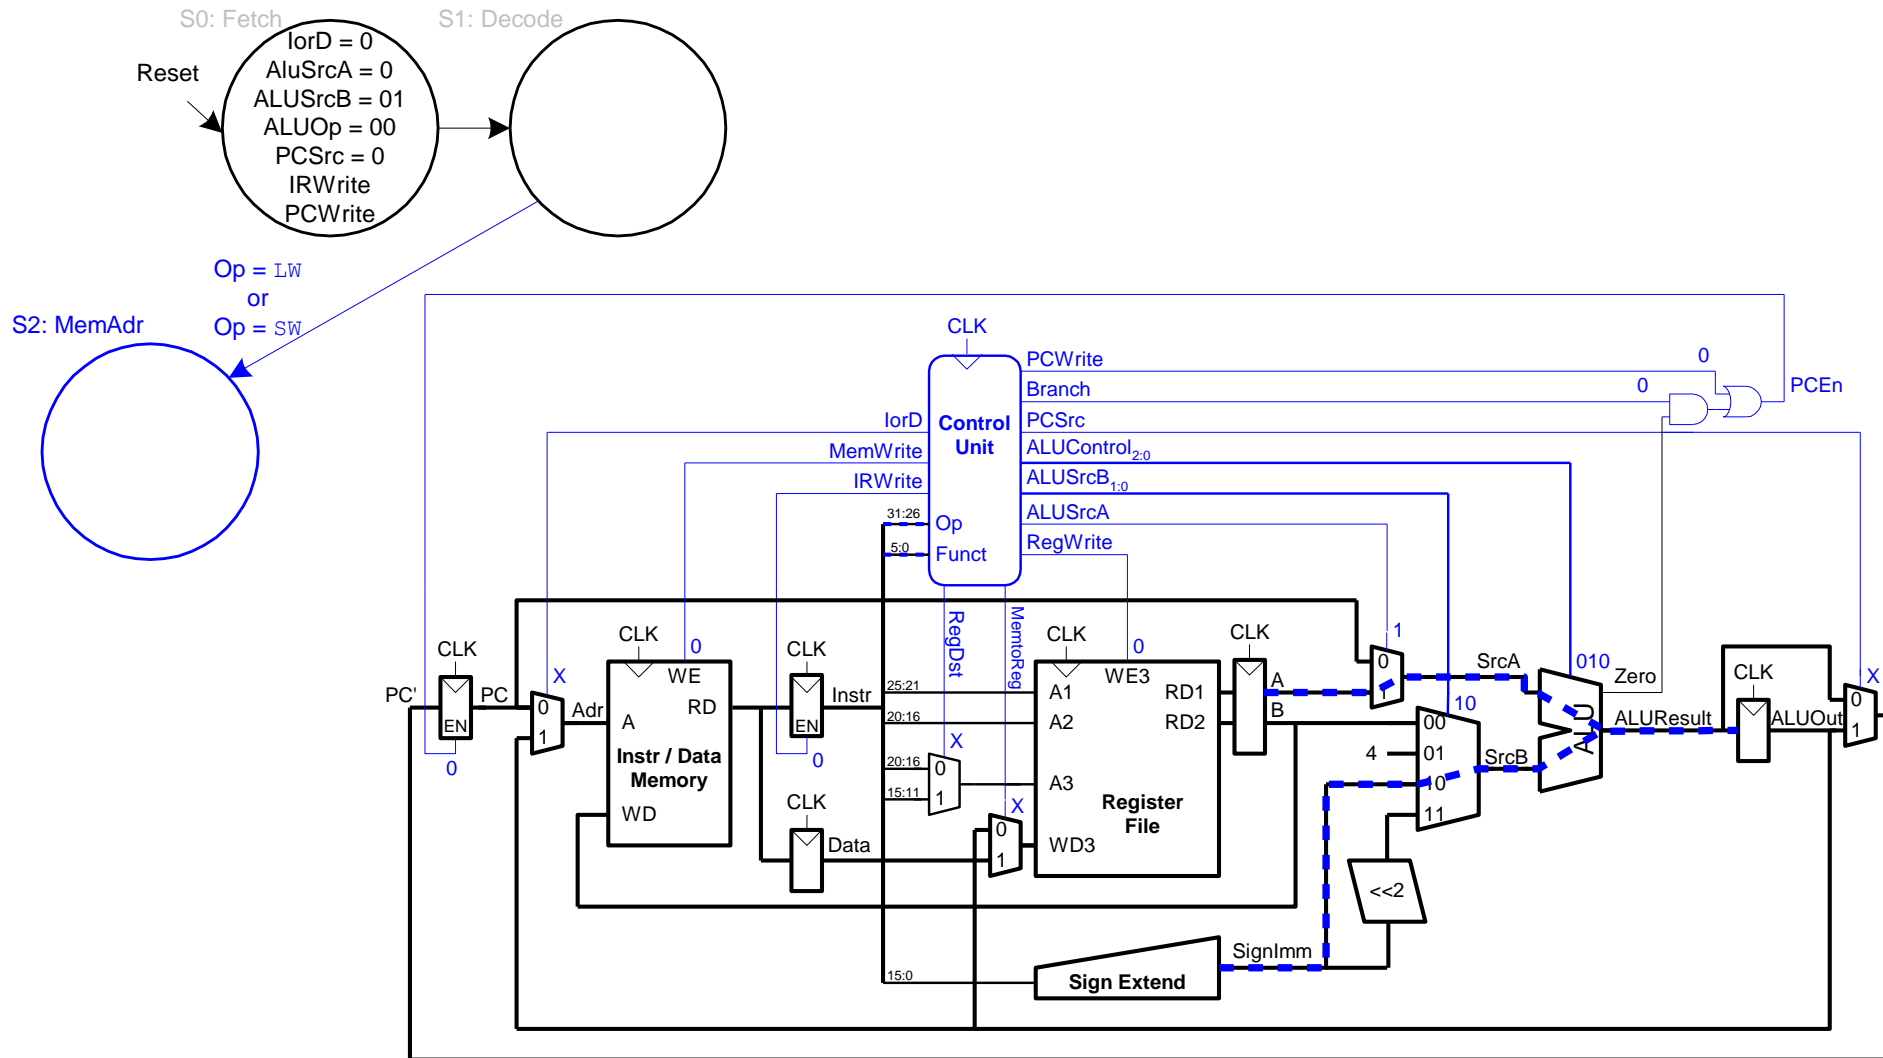 S0: Fetch
S1: Decode
Reset
IorD = 0
AluSrcA = 0
ALUSrcB = 01
ALUOp = 00
PCSrc = 0
IRWrite
PCWrite
Op = LW
or
Op = SW
S2: MemAdr
CLK
PCWrite
0
Branch
0
PCEn
IorD
Control
Unit
PCSrc
MemWrite
ALUControl2:0
IRWrite
ALUSrcB1:0
31:26
Op
ALUSrcA
5:0
Funct
RegWrite
RegDst
MemtoReg
CLK
CLK
CLK
CLK
CLK
CLK
0
0
1
X
X
PC'
PC
EN
0
0
1
Adr
WE
A
RD
Instr / Data
Memory
WD
EN
Instr
0
25:21
20:16
A1
A2
WE3
RD1
RD2
A
B
0
1
SrcA
010
Zero
ALU
10
00
4
01
SrcB
10
11
ALUResult
ALUOut
0
1
X
20:16
0
15:11
1
A3
Register
File
CLK
Data
X
0
1
WD3
<<2
SignImm
15:0
Sign Extend